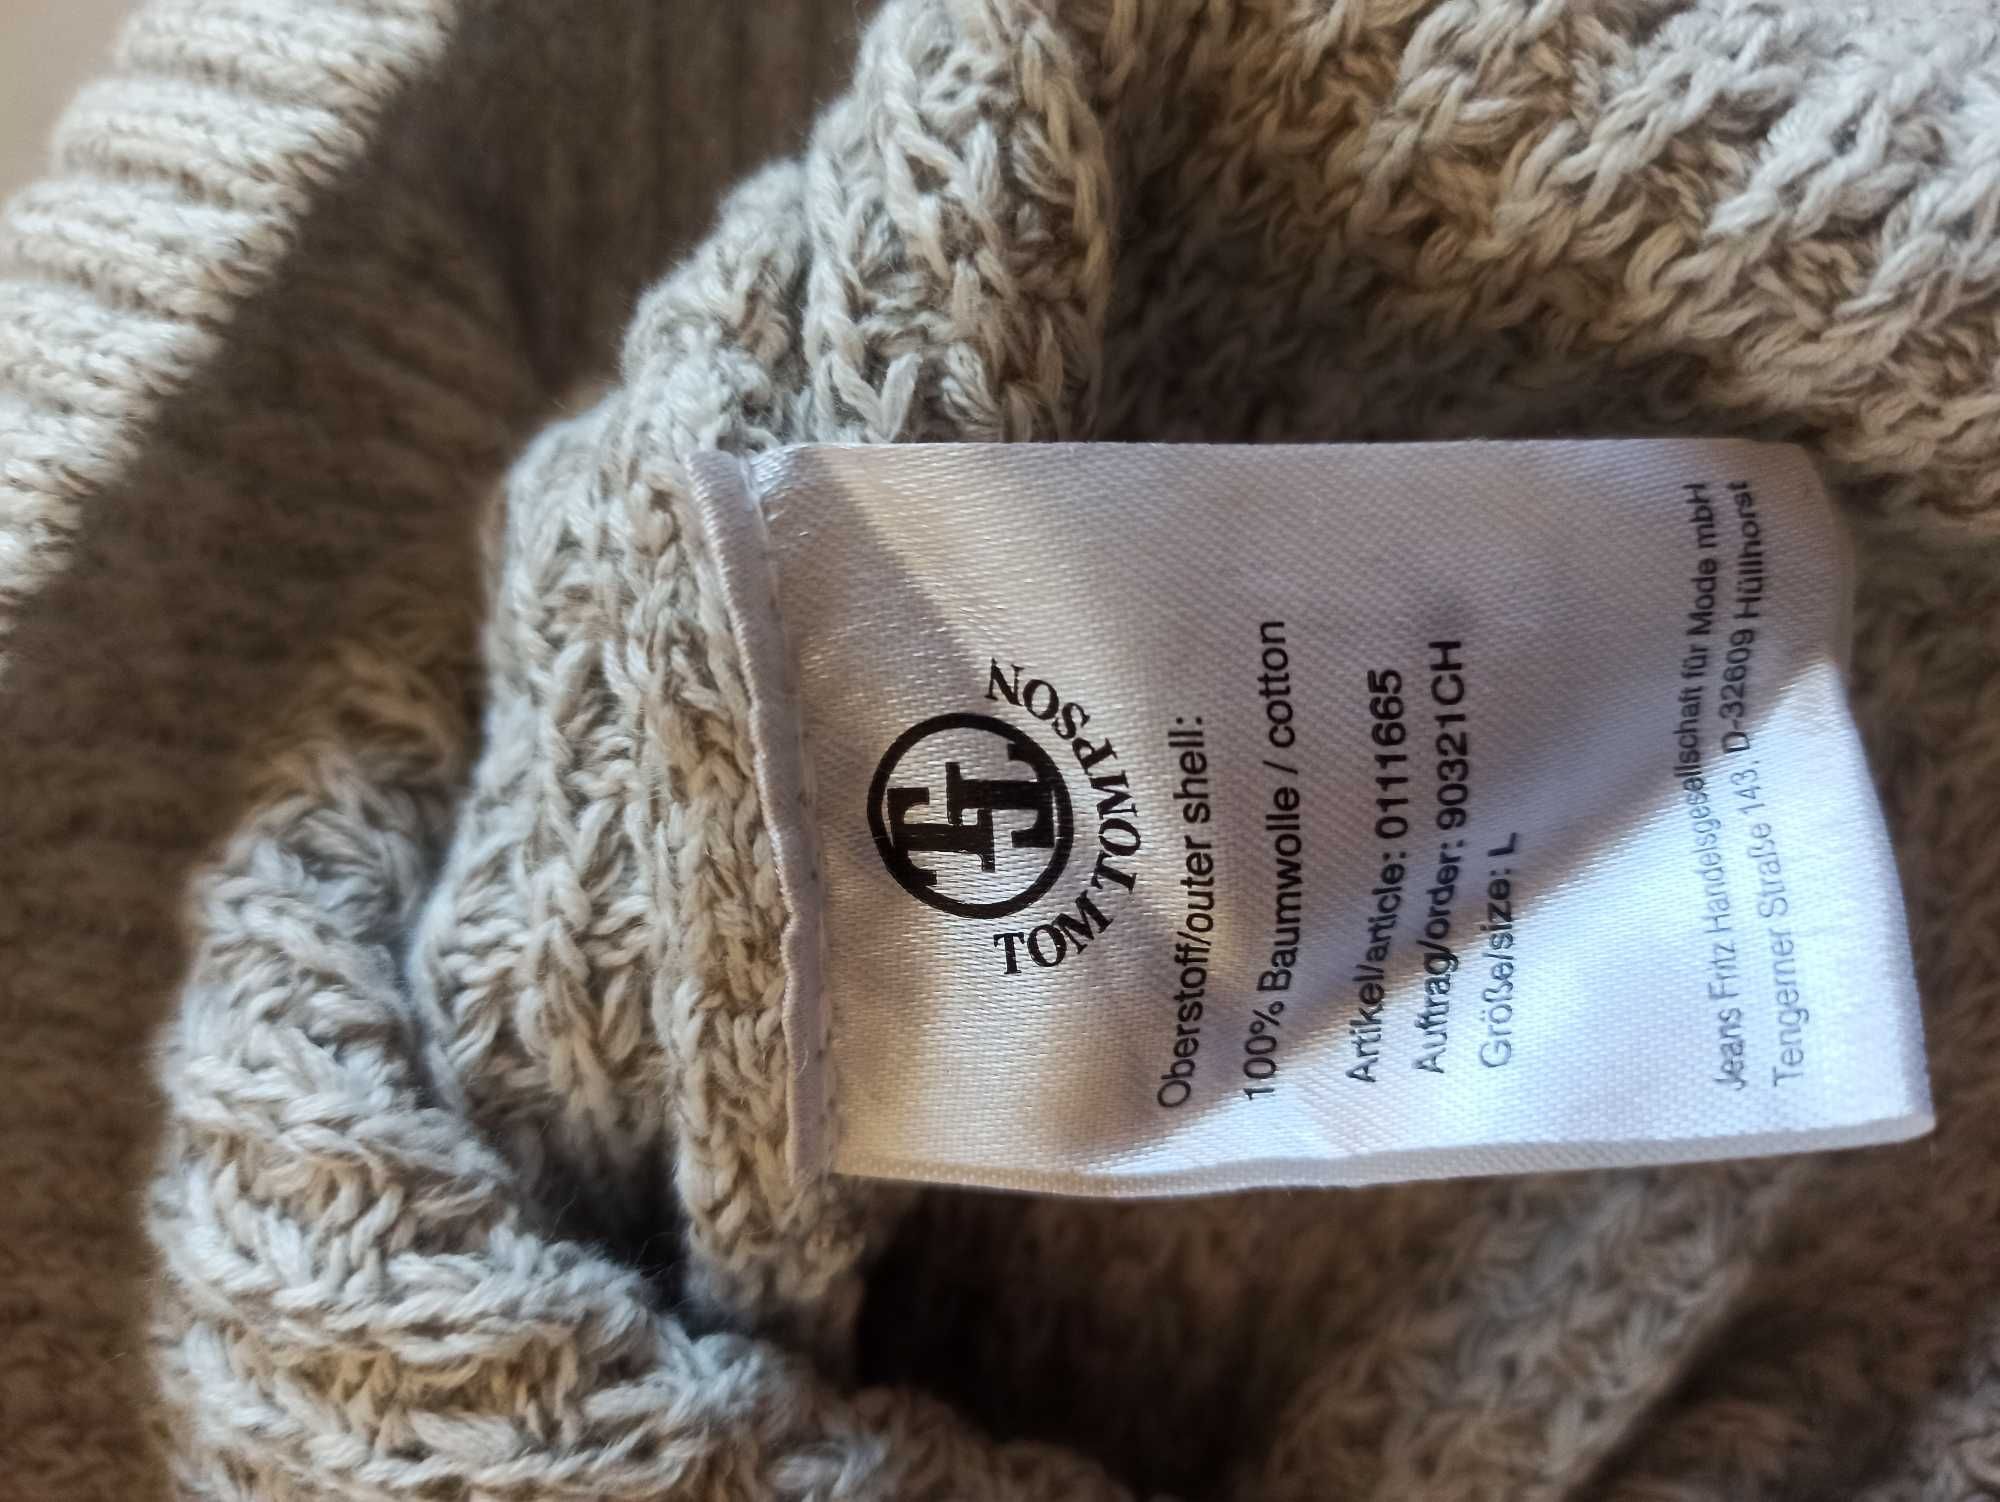 TT
TOM TOMPSON
Oberstoff/outer shell:
100% Baumwolle / cotton
Artikel/article: 0111665
Auftrag/order: 90321CH
Größe/size: L
Jeans Fritz Handelsgesellschaft für Mode mbH
Tengerner Straße 143, D-32609 Hüllhorst